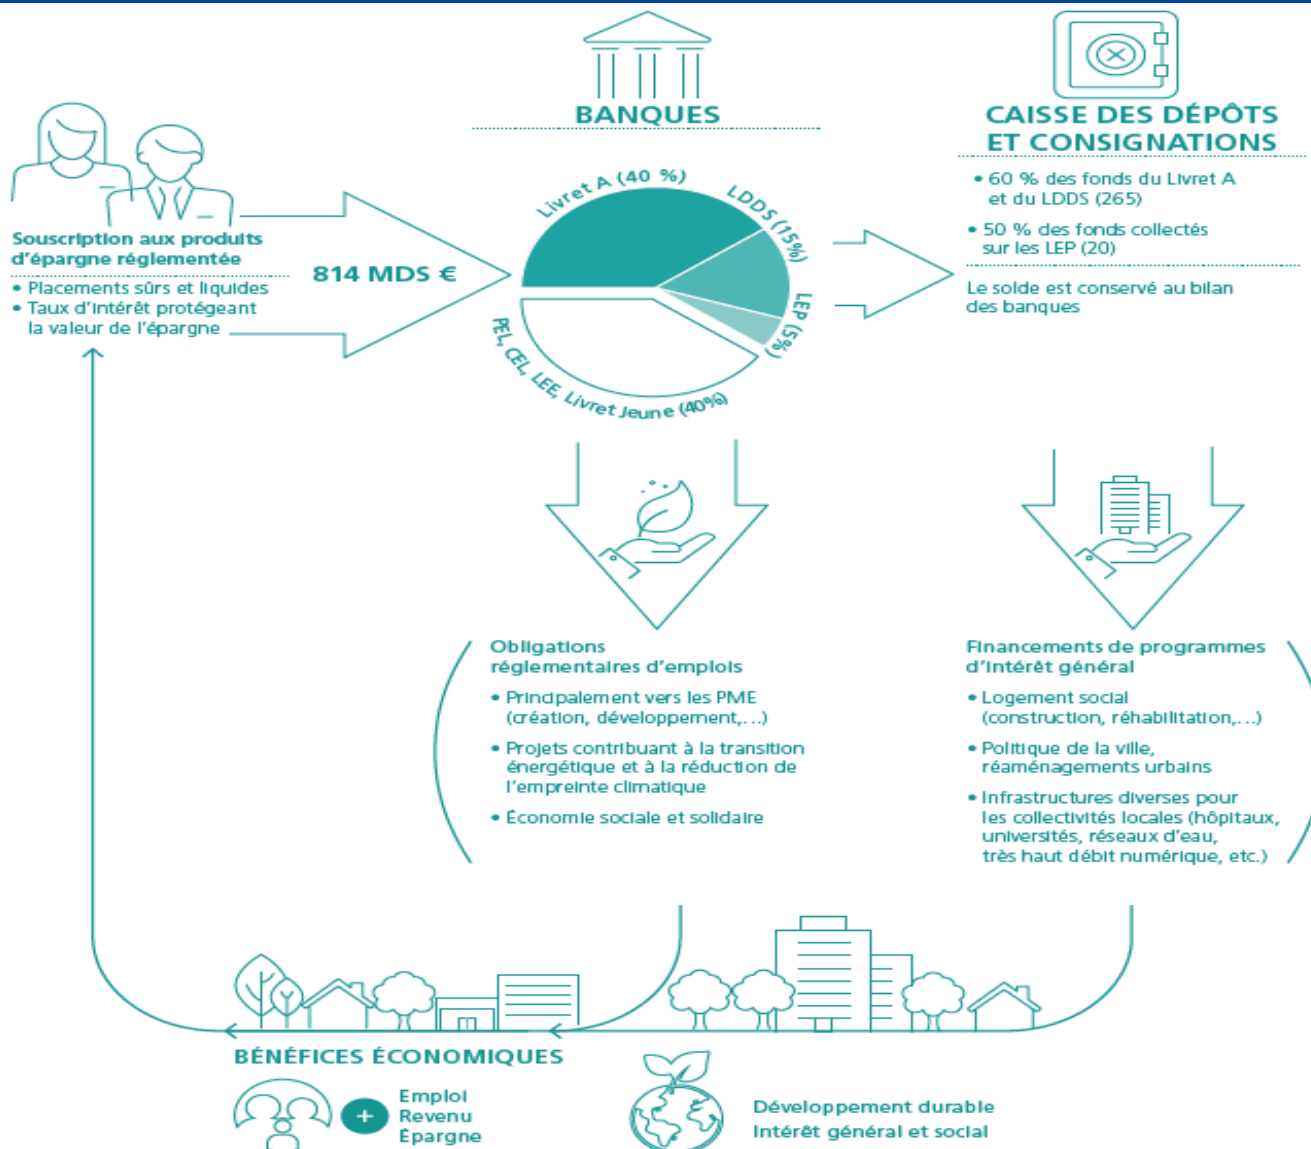 BANQUES
CAISSE DES DÉPÔTS
ET CONSIGNATIONS
• 60 % des fonds du Livret A
et du LDDS (265)
• 50 % des fonds collectés
sur les LEP (20)
Le solde est conservé au bilan
des banques
Souscription aux produits
d'épargne réglementée
• Placements sûrs et liquides
• Taux d'intérêt protégeant
la valeur de l'épargne
814 MDS €
Livret A (40 %)
LDDS (15%)
LEP (5%)
PEL, CEL, LEE, Livret Jeune (40%)
Obligations
réglementaires d'emplois
• Principalement vers les PME
(création, développement,...)
• Projets contribuant à la transition
énergétique et à la réduction de
l'empreinte climatique
• Économie sociale et solidaire
Financements de programmes
d'intérêt général
• Logement social
(construction, réhabilitation,...)
• Politique de la ville,
réaménagements urbains
• Infrastructures diverses pour
les collectivités locales (hôpitaux,
universités, réseaux d'eau,
très haut débit numérique, etc.)
BÉNÉFICES ÉCONOMIQUES
+
Emploi
Revenu
Épargne
Développement durable
Intérêt général et social